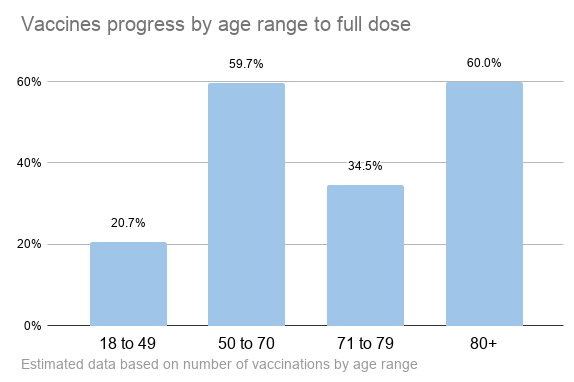 Vaccines progress by age range to full dose
59.7%
60.0%
60%
40%
34.5%
20.7%
20%
0%
18 to 49
50 to 70
71 to 79
80+
Estimated data based on number of vaccinations by age range